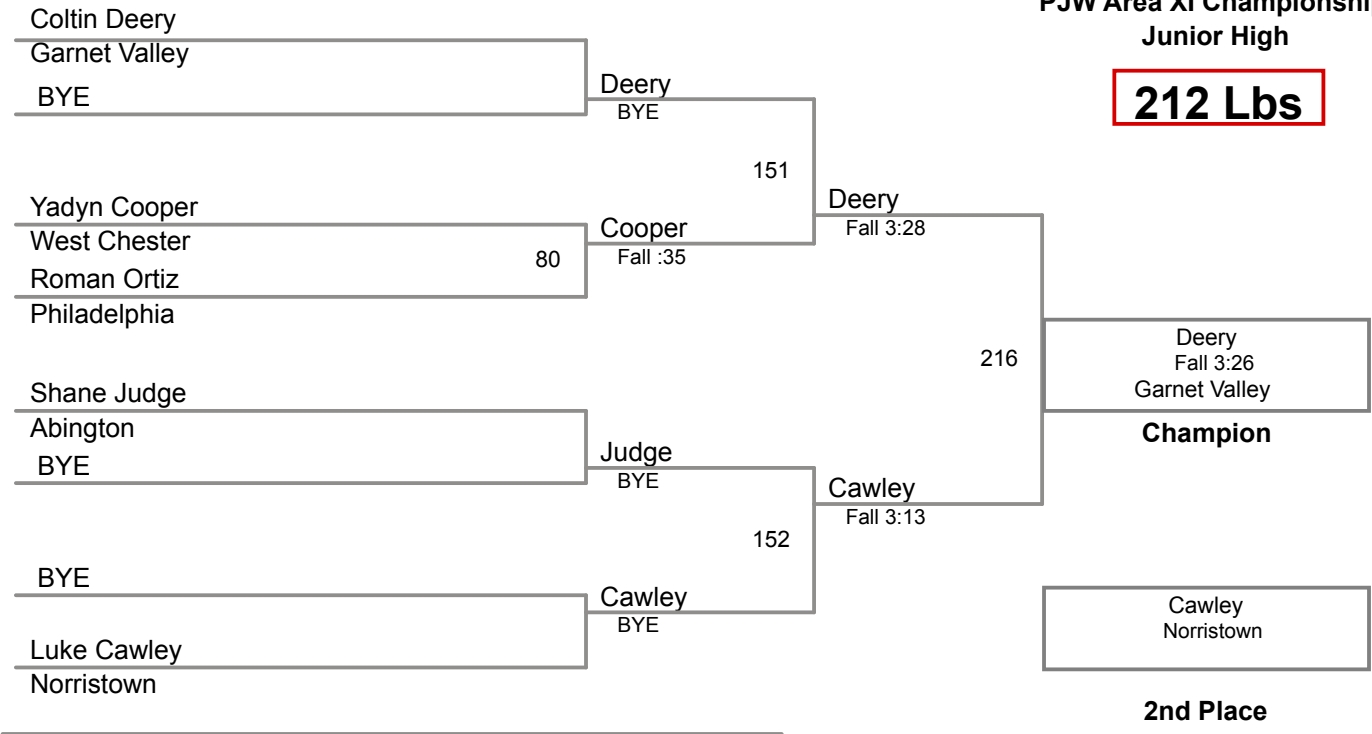 PJW Area XI Championshi
Junior High
212 Lbs
Coltin Deery
Garnet Valley
BYE
Deery
BYE
151
Yadyn Cooper
West Chester
80
Roman Ortiz
Philadelphia
Cooper
Fall :35
Deery
Fall 3:28
216
Deery
Fall 3:26
Garnet Valley
Champion
Shane Judge
Abington
BYE
Judge
BYE
152
Cawley
Fall 3:13
BYE
Luke Cawley
Norristown
Cawley
BYE
Cawley
Norristown
2nd Place